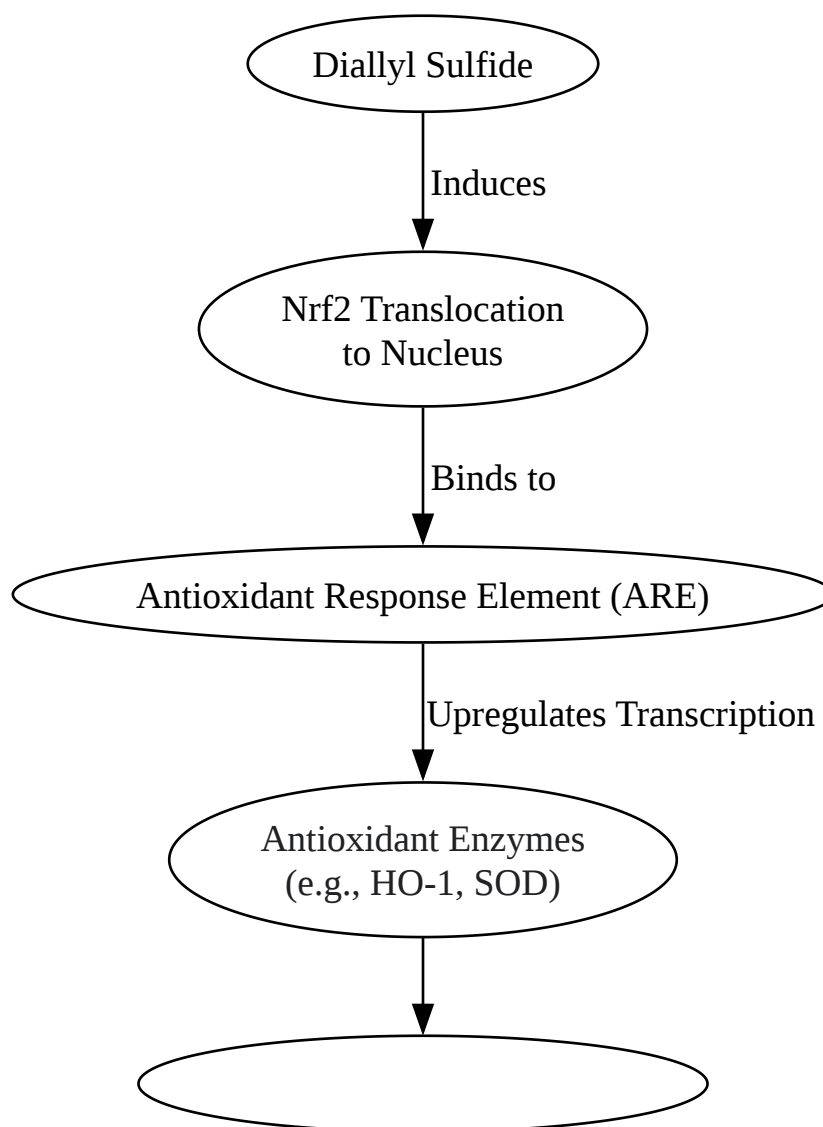 Diallyl Sulfide
Induces
Nrf2 Translocation
to Nucleus
Binds to
Antioxidant Response Element (ARE)
Upregulates Transcription
Antioxidant Enzymes
(e.g., HO-1, SOD)